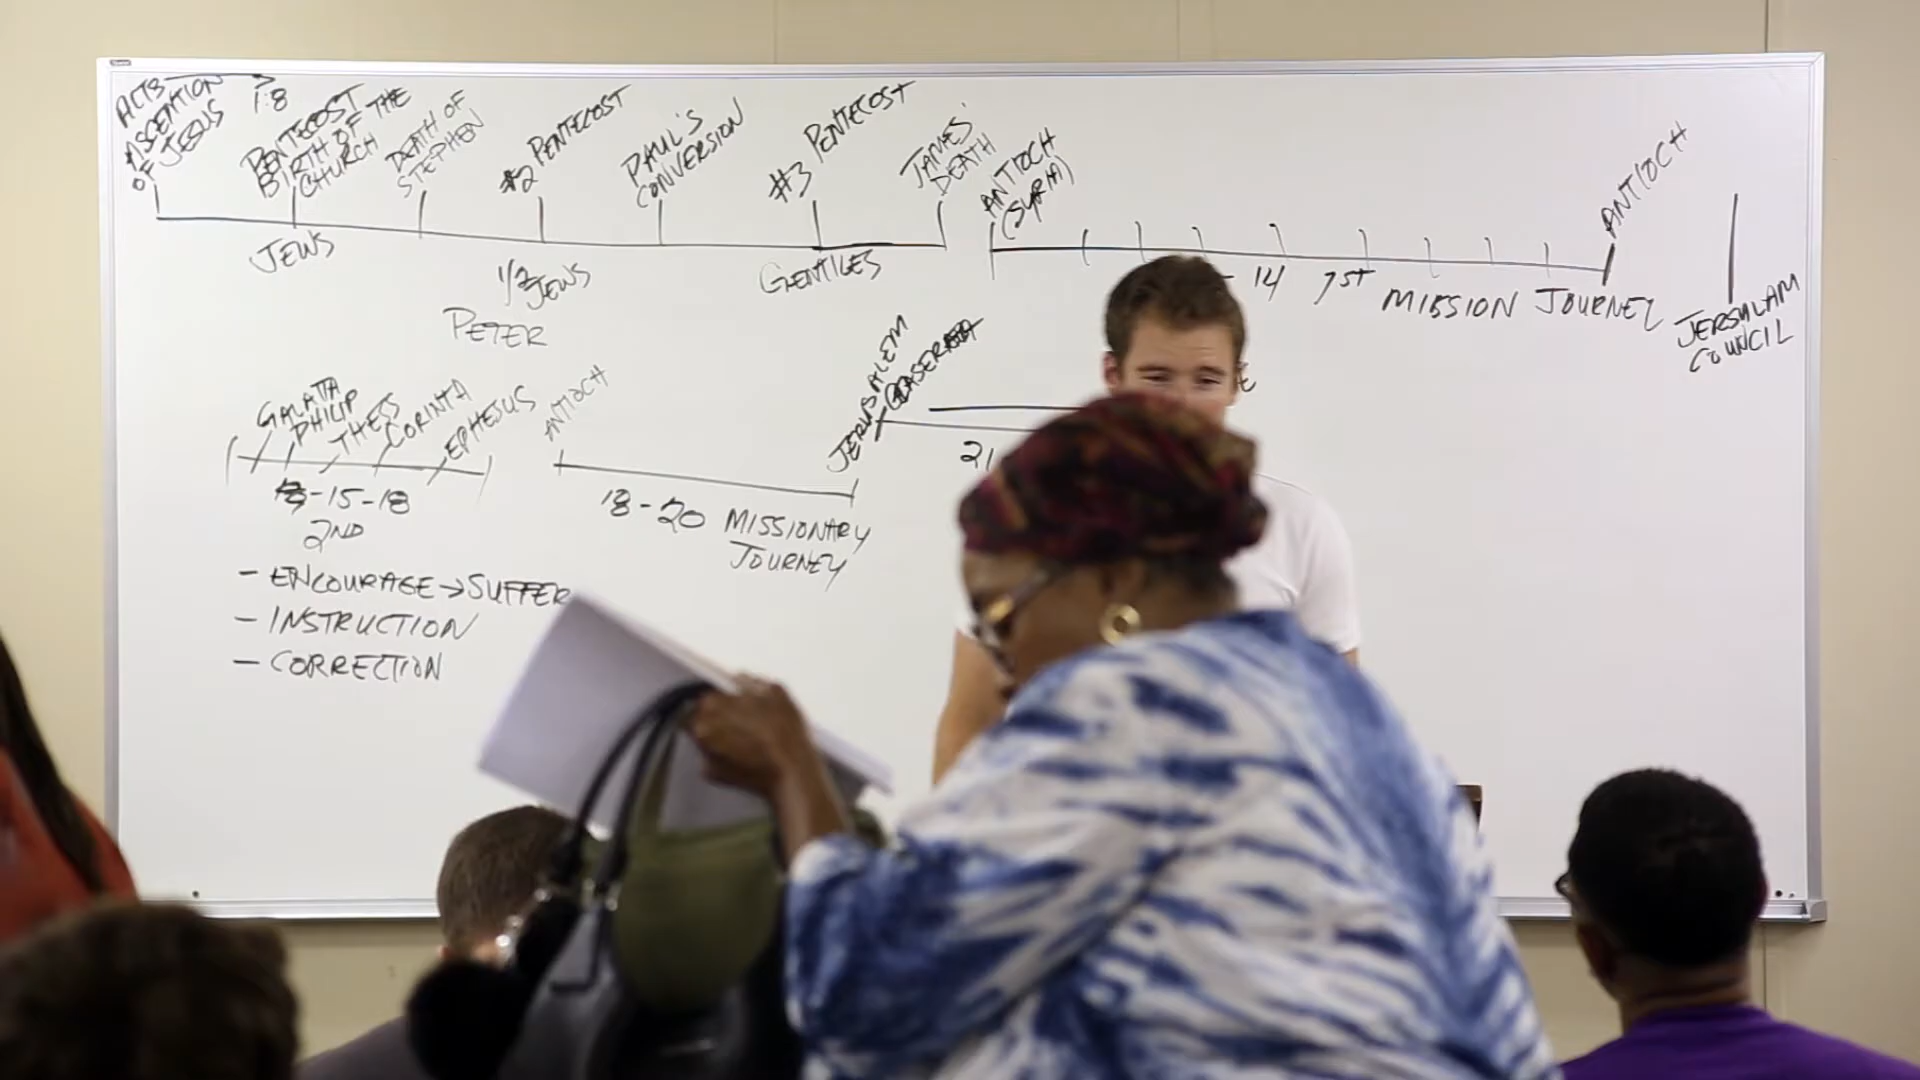 ACTS
ASCENTION
OF JESUS
1:8
PENTECOST
BIRTH OF THE
CHURCH
DEATH OF
STEPHEN
#2 PENTECOST
PAUL'S
CONVERSION
#3 PENTECOST
JAMES'
DEATH
ANTIOCH
(SYRIA)
ANTIOCH
JEWS
1/2 JEWS
GENTILES
PETER
- 14 1ST MISSION JOURNEY
JERSULAM
COUNCIL
GALATIA
PHILIP
THESS
CORINTH
EPHESUS
ANTIOCH
JERUSALEM
-15-18
2ND
18-20 MISSIONARY
JOURNEY
21
- ENCOURAGE → SUFFER
- INSTRUCTION
- CORRECTION